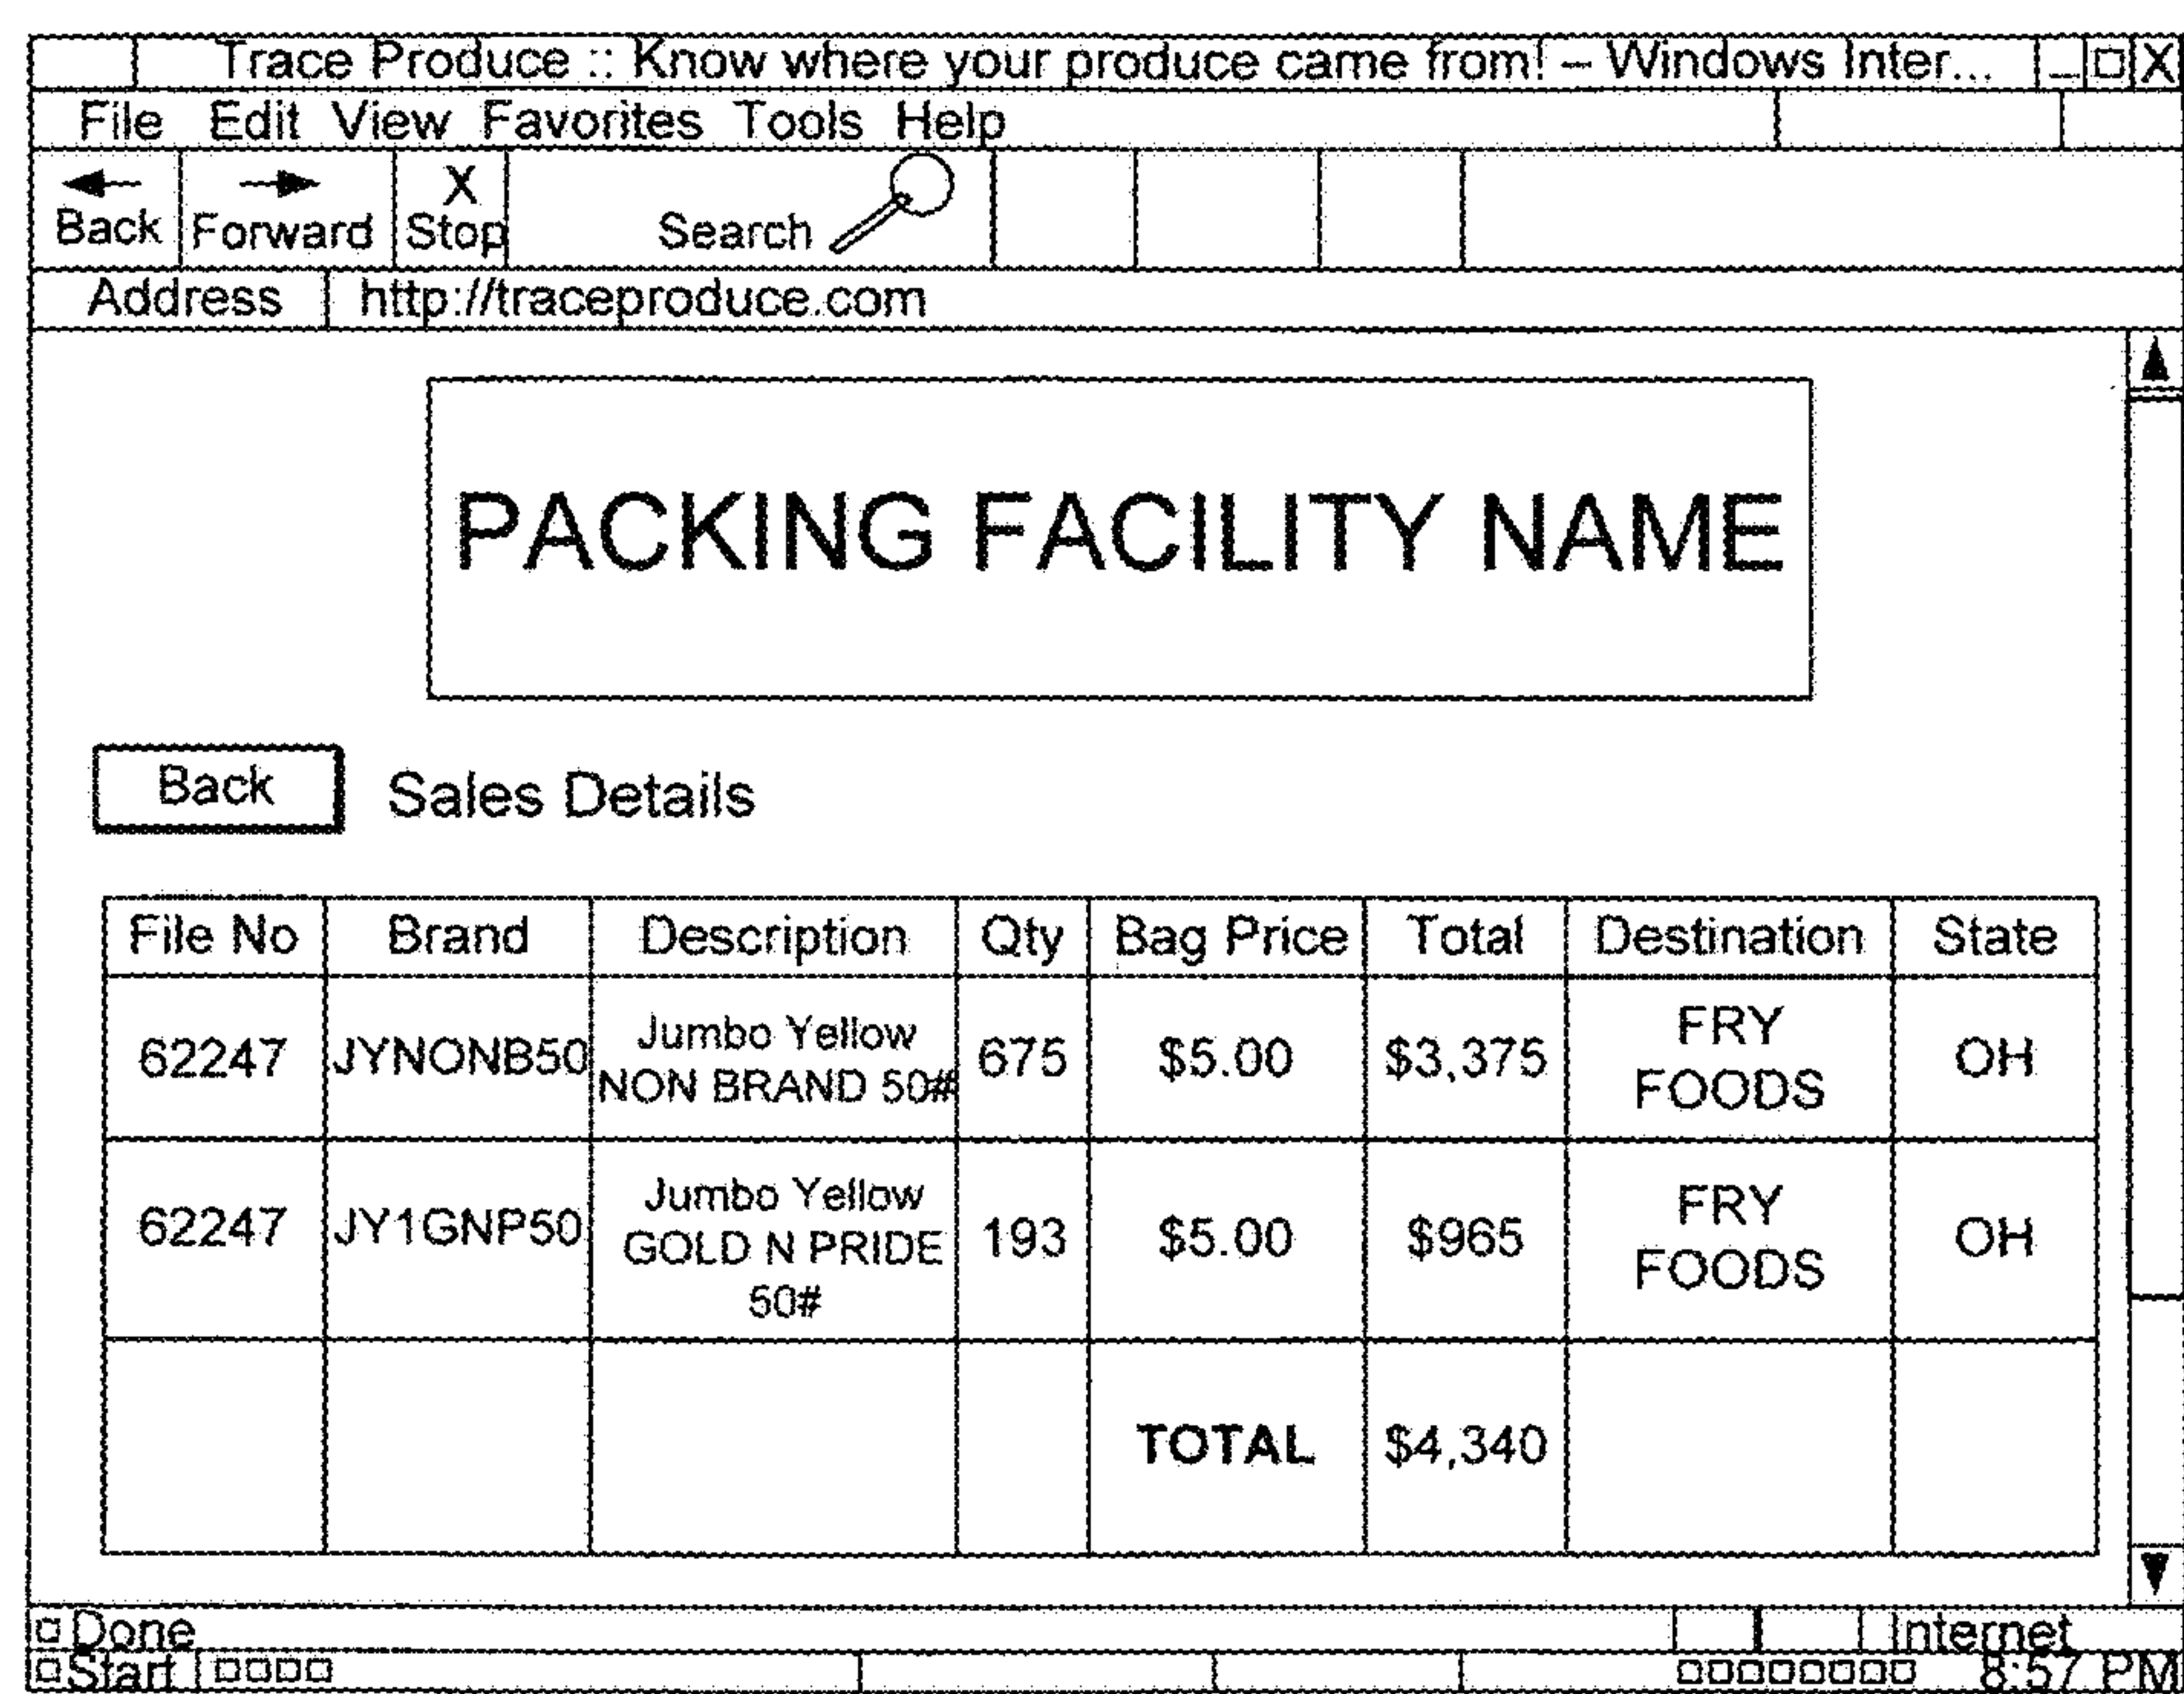 Trace Produce :: Know where your produce came from! – Windows Inter... _ □ X
File Edit View Favorites Tools Help
Back Forward X Stop Search
Address http://traceproduce.com
PACKING FACILITY NAME
Back Sales Details
File No Brand Description Qty Bag Price Total Destination State
62247 JYNONB50 Jumbo Yellow NON BRAND 50# 675 $5.00 $3,375 FRY FOODS OH
62247 JY1GNP50 Jumbo Yellow GOLD N PRIDE 50# 193 $5.00 $965 FRY FOODS OH
TOTAL $4,340
Done Internet
Start 8:57 PM